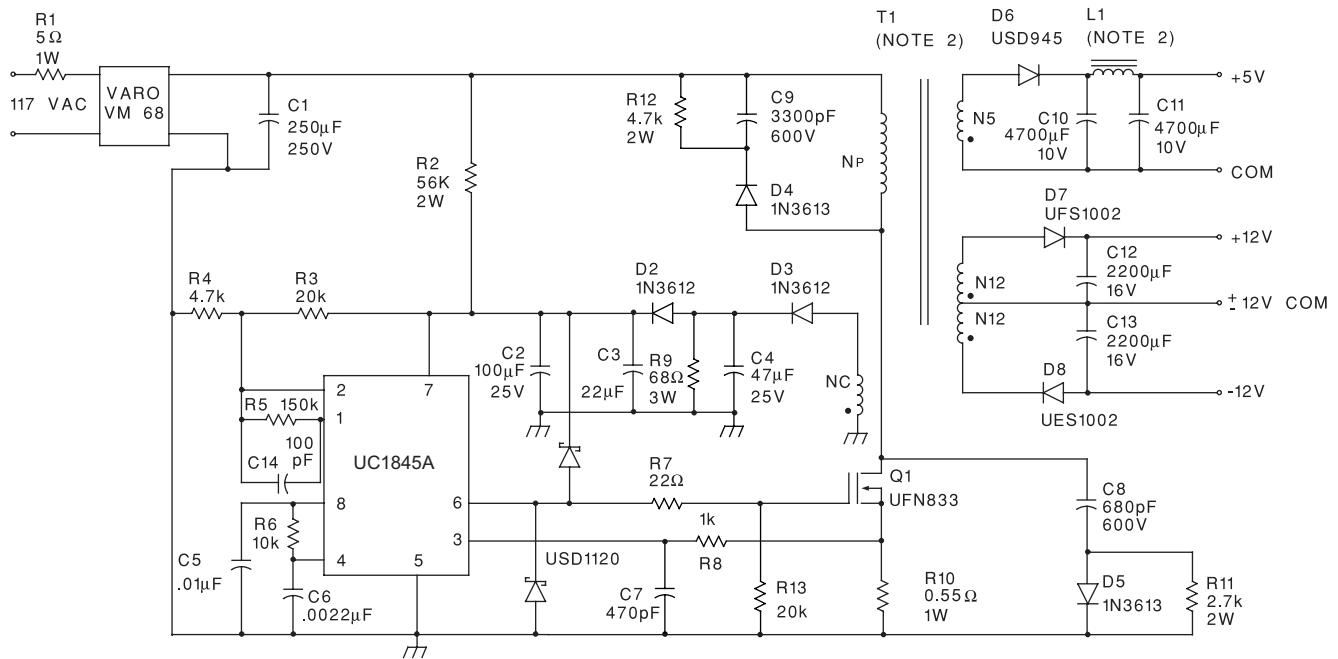 R1
5Ω
1W
117 VAC
VARO
VM 68
C1
250µF
250V
R2
56K
2W
R12
4.7k
2W
C9
3300pF
600V
D4
1N3613
NP
T1
(NOTE 2)
D6
USD945
L1
(NOTE 2)
+5V
N5
C10
4700µF
10V
C11
4700µF
10V
COM
D7
UFS1002
+12V
N12
N12
C12
2200µF
16V
± 12V COM
C13
2200µF
16V
D8
UES1002
-12V
R4
4.7k
R3
20k
D2
1N3612
D3
1N3612
C2
100µF
25V
C3
22µF
R9
68Ω
3W
C4
47µF
25V
NC
2
7
R5 150k
1
100
pF
C14
UC1845A
8
6
R6
10k
3
4
5
C5
.01µF
C6
.0022µF
USD1120
R7
22Ω
1k
R8
C7
470pF
R13
20k
Q1
UFN833
R10
0.55Ω
1W
C8
680pF
600V
D5
1N3613
R11
2.7k
2W